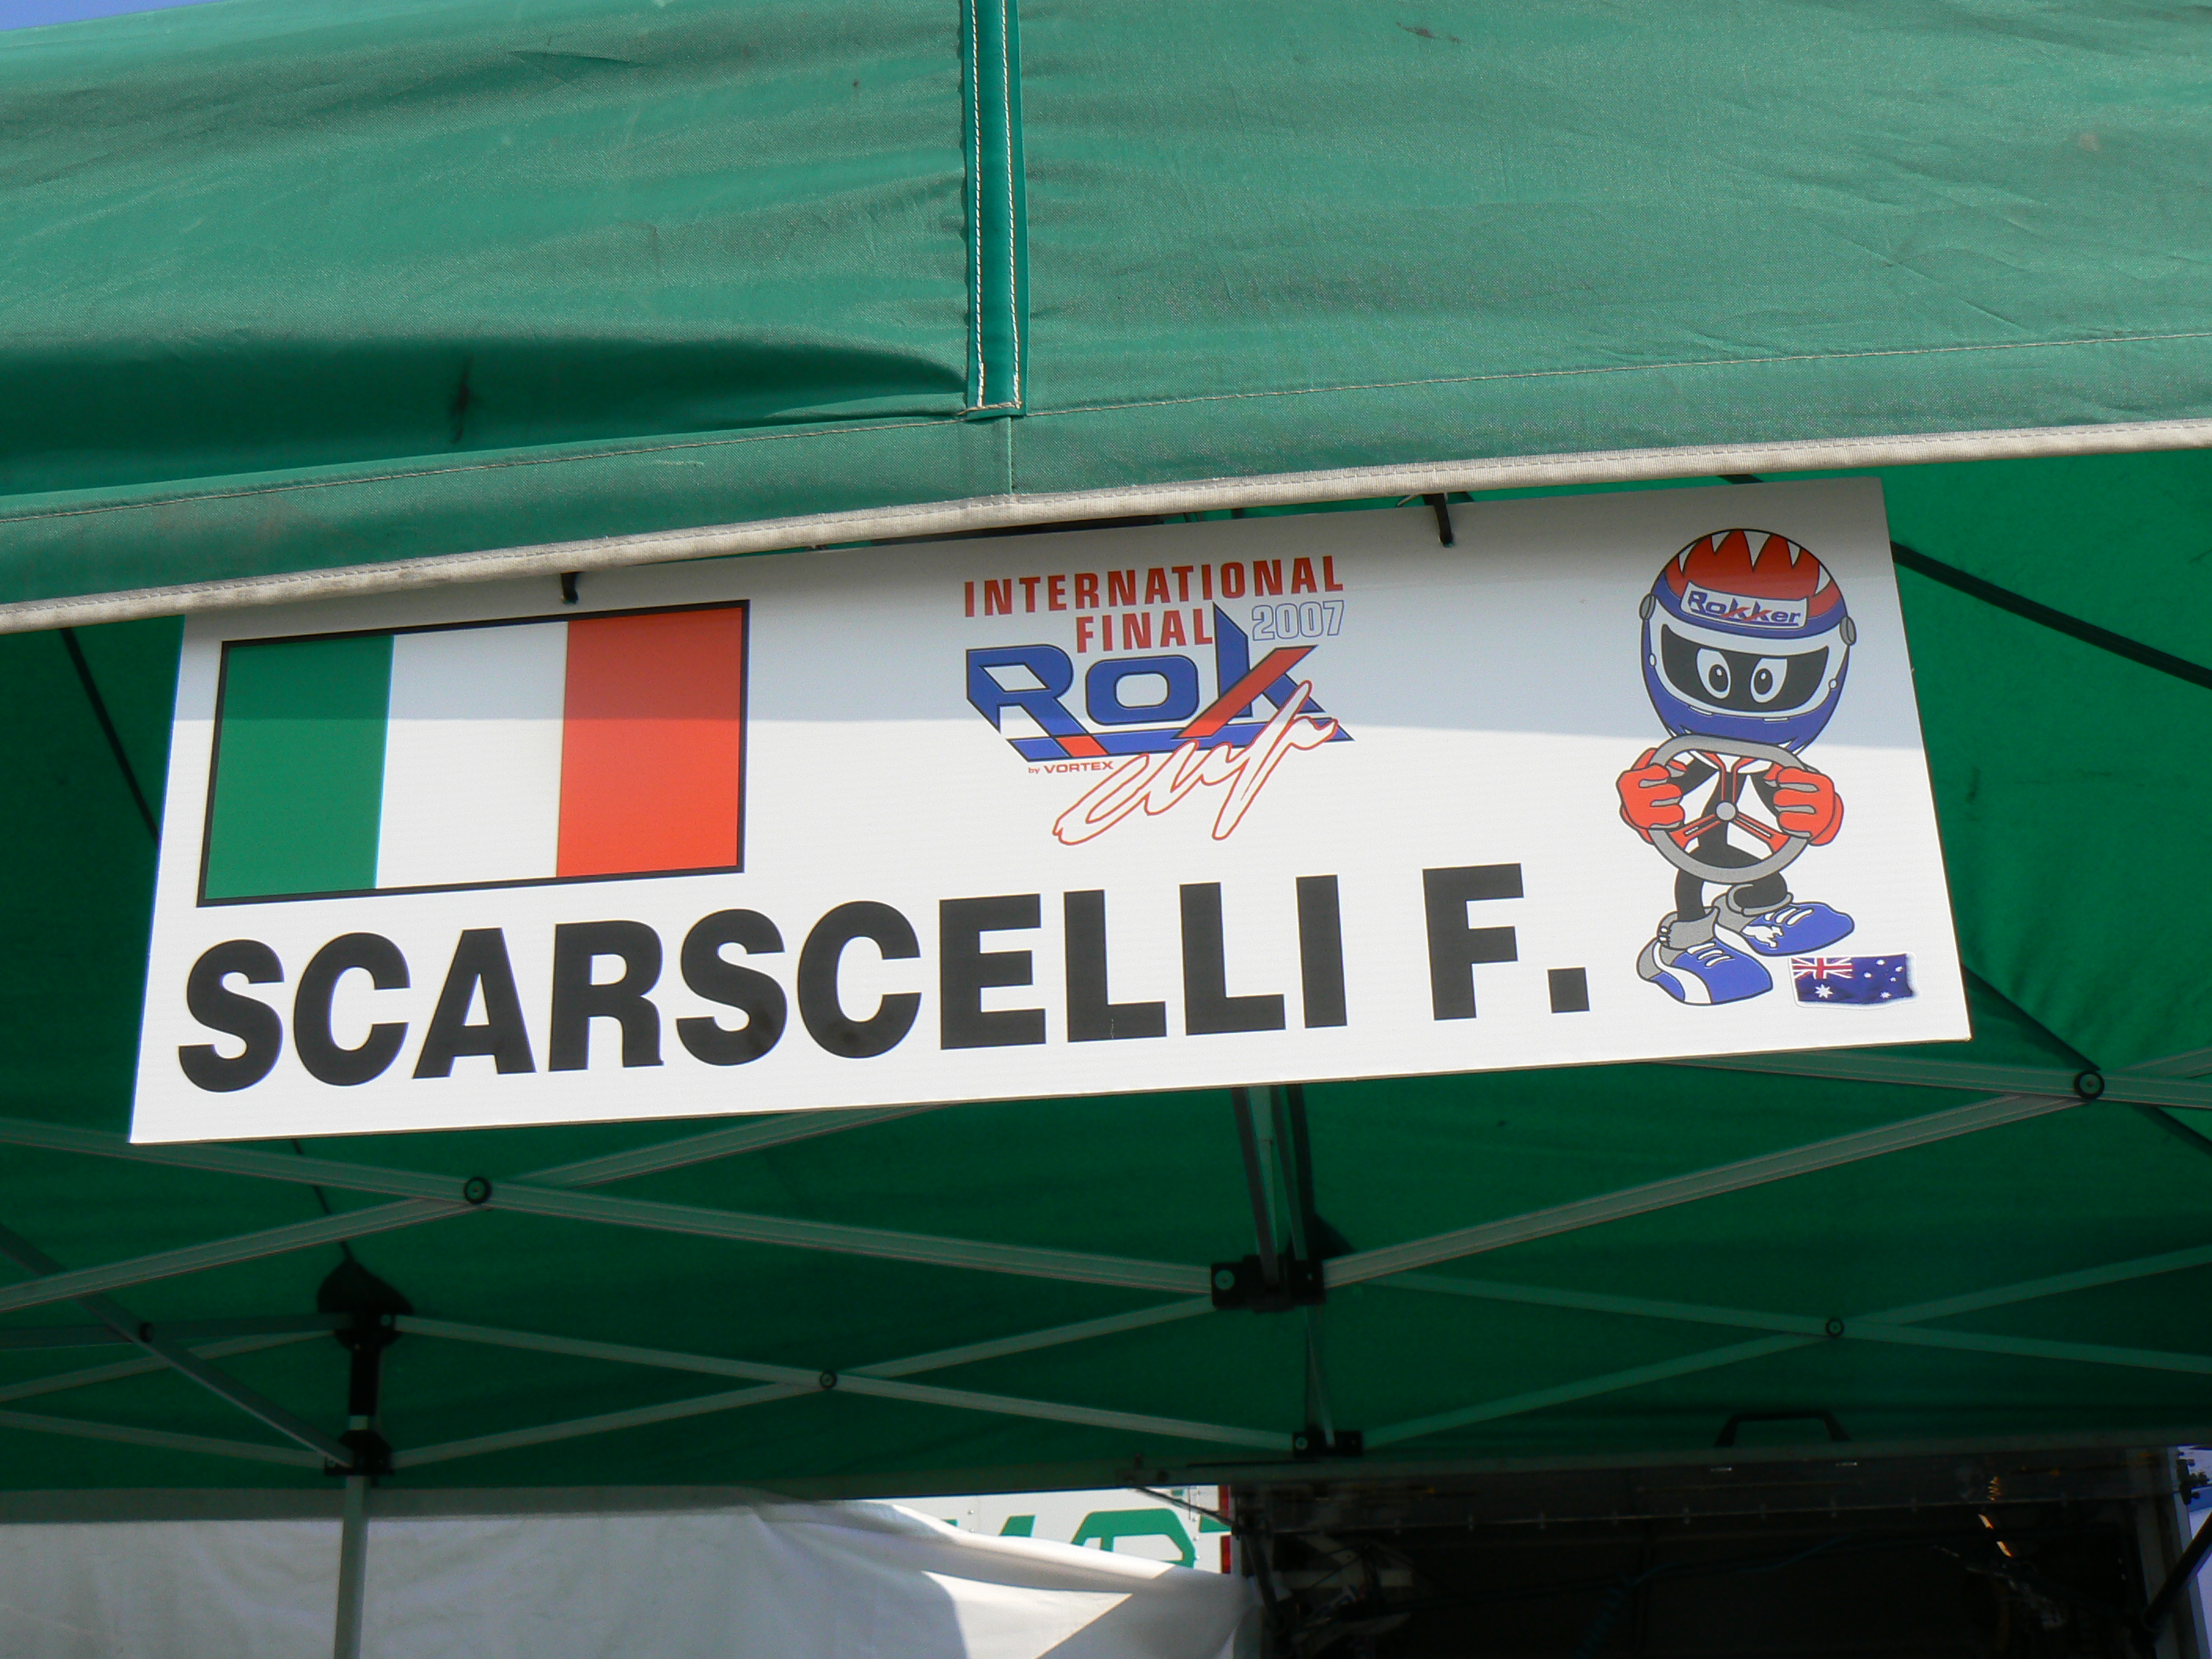 INTERNATIONAL
FINAL 2007
Rok
cup
by VORTEX
Rokker
SCARSCELLI F.